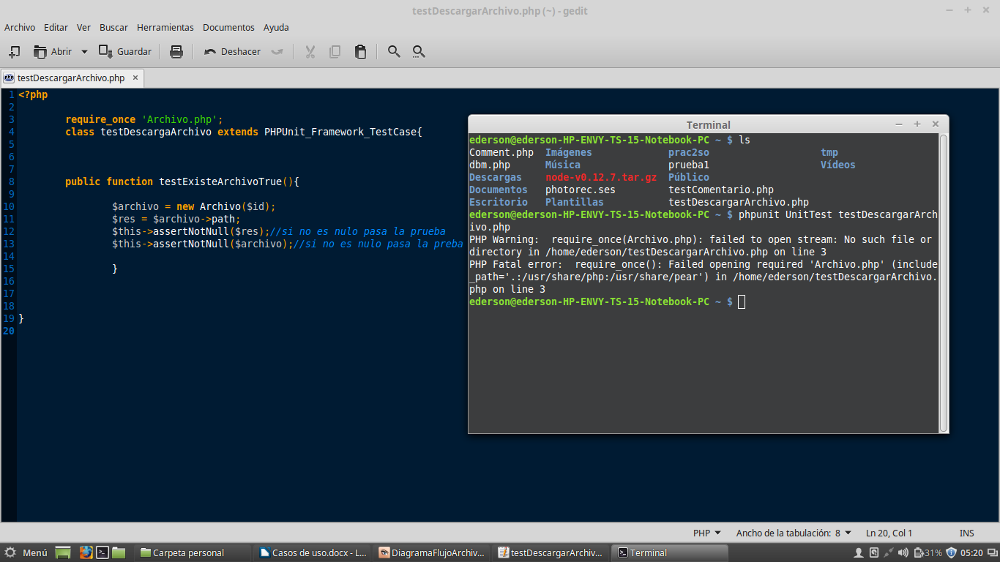 testDescargarArchivo.php (~) - gedit
Archivo Editar Ver Buscar Herramientas Documentos Ayuda
Abrir Guardar Deshacer
testDescargarArchivo.php
1 <?php
2
3 require_once 'Archivo.php';
4 class testDescargaArchivo extends PHPUnit_Framework_TestCase{
5
6
7
8 public function testExisteArchivoTrue(){
9
10 $archivo = new Archivo($id);
11 $res = $archivo->path;
12 $this->assertNotNull($res);//si no es nulo pasa la prueba
13 $this->assertNotNull($archivo);//si no es nulo pasa la preba
14
15 }
16
17
18
19 }
20
Terminal
ederson@ederson-HP-ENVY-TS-15-Notebook-PC ~ $ ls
Comment.php Imágenes prac2so tmp
dbm.php Música prueba1 Vídeos
Descargas node-v0.12.7.tar.gz Público
Documentos photorec.ses testComentario.php
Escritorio Plantillas testDescargarArchivo.php
ederson@ederson-HP-ENVY-TS-15-Notebook-PC ~ $ phpunit UnitTest testDescargarArch
ivo.php
PHP Warning:  require_once(Archivo.php): failed to open stream: No such file or
directory in /home/ederson/testDescargarArchivo.php on line 3
PHP Fatal error:  require_once(): Failed opening required 'Archivo.php' (include
_path='.:/usr/share/php:/usr/share/pear') in /home/ederson/testDescargarArchivo.
php on line 3
ederson@ederson-HP-ENVY-TS-15-Notebook-PC ~ $
PHP Ancho de la tabulación: 8 Ln 20, Col 1 INS
Menú Carpeta personal Casos de uso.docx - L... DiagramaFlujoArchiv... testDescargarArchiv... Terminal 31% 05:20